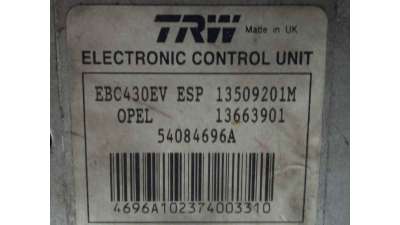 TRW Made in UK
ELECTRONIC CONTROL UNIT
EBC430EV ESP 13509201M
OPEL 13663901
54084696A
4696A102374003310